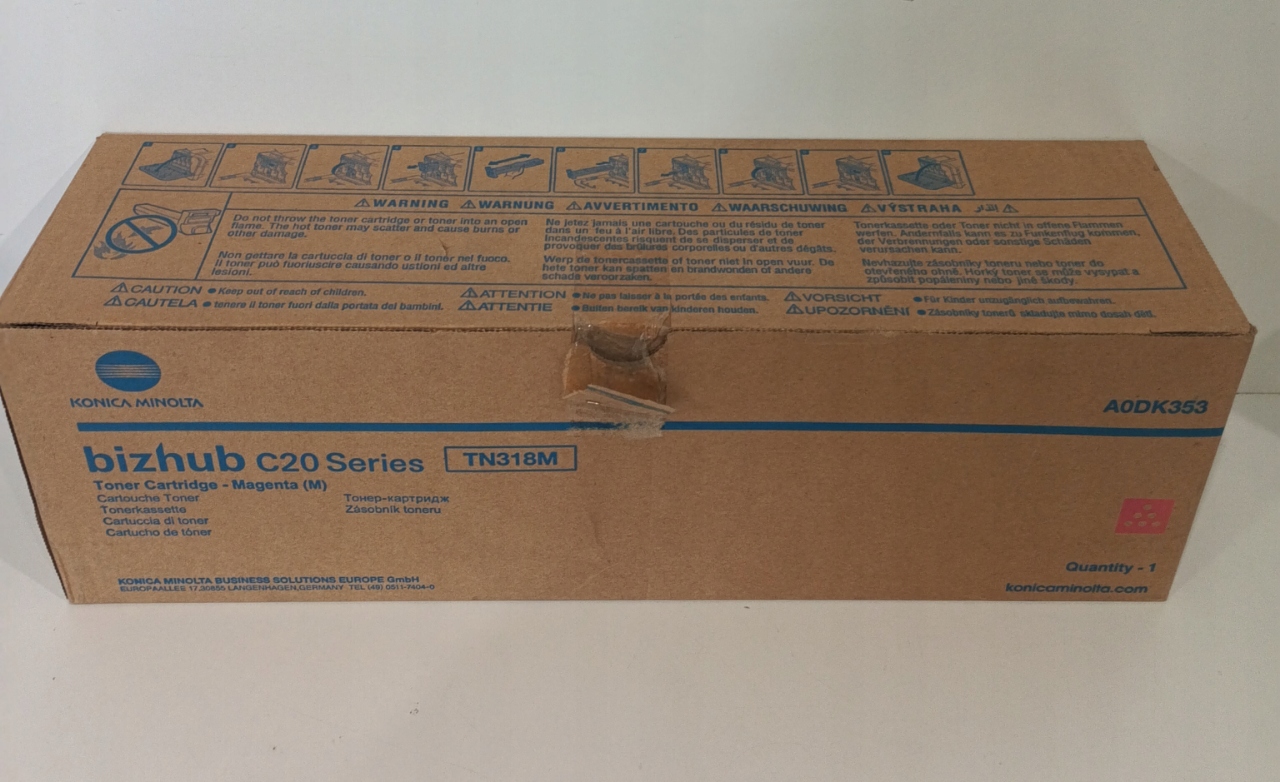 WARNING WARNUNG AVVERTIMENTO WAARSCHUWING VÝSTRAHA إنذار
Do not throw the toner cartridge or toner into an open
flame. The hot toner may scatter and cause burns or
other damage.
Non gettare la cartuccia di toner o il toner nel fuoco.
Il toner può fuoriuscire causando ustioni ed altre
lesioni.
Ne jetez jamais une cartouche ou du résidu de toner
dans un feu à l'air libre. Des particules de toner
incandescentes risquent de se disperser et de
provoquer des brûlures corporelles ou d'autres dégâts.
Werp de tonercassette of toner niet in open vuur. De
hete toner kan spatten en brandwonden of andere
schade veroorzaken.
Tonerkassette oder Toner nicht in offene Flammen
werfen. Andernfalls kann es zu Funkenflug kommen,
der Verbrennungen oder sonstige Schäden
verursachen kann.
Nevhazujte zásobníky toneru nebo toner do
otevřeného ohně. Horký toner se může vysypat a
způsobit popáleniny nebo jiné škody.
CAUTION ● Keep out of reach of children.
CAUTELA ● tenere il toner fuori dalla portata dei bambini.
ATTENTION ● Ne pas laisser à la portée des enfants.
ATTENTIE ● Buiten bereik van kinderen houden.
VORSICHT ● Für Kinder unzugänglich aufbewahren.
UPOZORNĚNÍ ● Zásobníky tonerů skladujte mimo dosah dětí.
KONICA MINOLTA
A0DK353
bizhub C20 Series TN318M
Toner Cartridge - Magenta (M)
Cartouche Toner
Tonerkassette
Cartuccia di toner
Cartucho de tóner
Тонер-картридж
Zásobník toneru
Quantity - 1
KONICA MINOLTA BUSINESS SOLUTIONS EUROPE GmbH
EUROPAALLEE 17,30855 LANGENHAGEN,GERMANY TEL (49) 0511-7404-0
konicaminolta.com